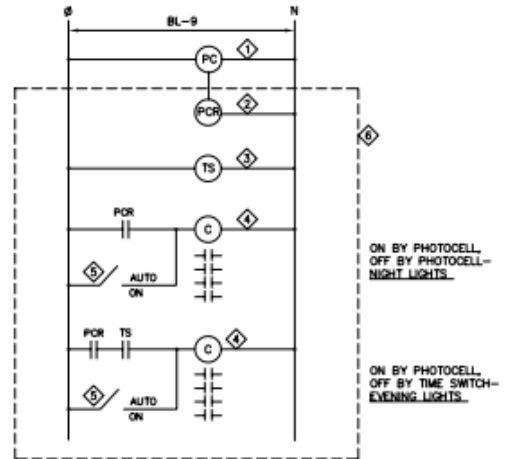 Ø N
BL-9
PC 1
PCR 2
6
TS 3
PCR C 4
5 AUTO
ON
ON BY PHOTOCELL,
OFF BY PHOTOCELL-
NIGHT LIGHTS
PCR TS C 4
5 AUTO
ON
ON BY PHOTOCELL,
OFF BY TIME SWITCH-
EVENING LIGHTS